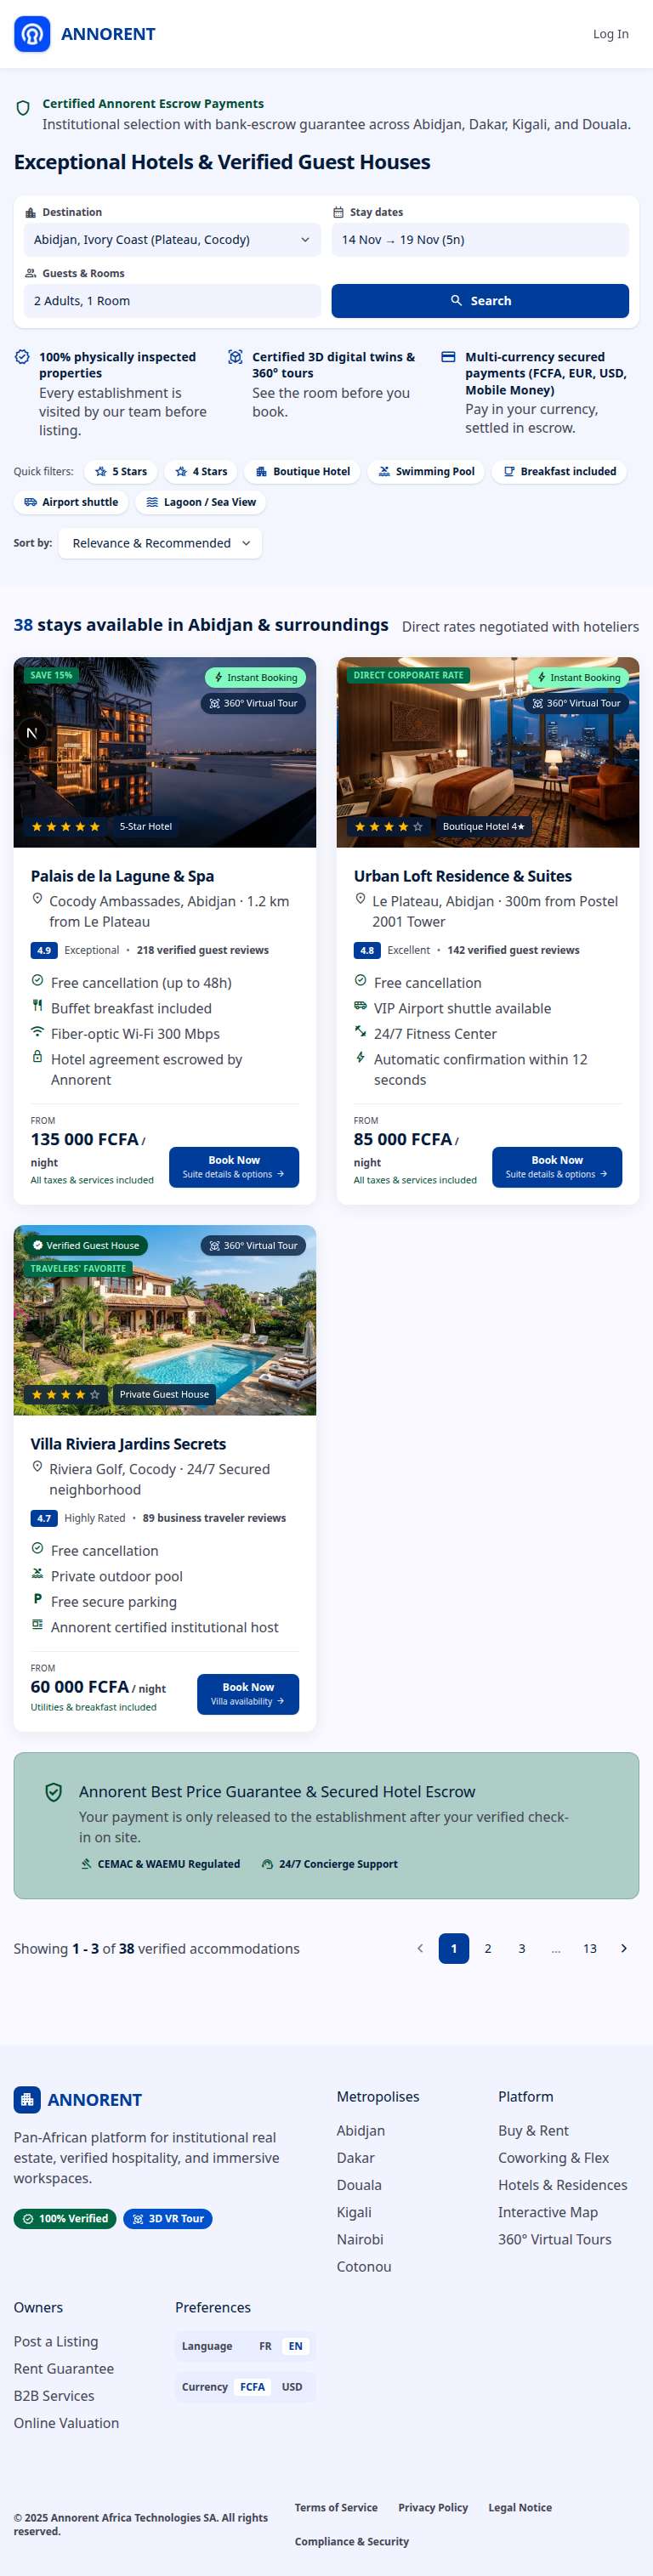 ANNORENT
Log In
Certified Annorent Escrow Payments
Institutional selection with bank-escrow guarantee across Abidjan, Dakar, Kigali, and Douala.
Exceptional Hotels & Verified Guest Houses
Destination
Stay dates
Abidjan, Ivory Coast (Plateau, Cocody)
14 Nov → 19 Nov (5n)
Guests & Rooms
2 Adults, 1 Room
Search
100% physically inspected
properties
Every establishment is
visited by our team before
listing.
Certified 3D digital twins &
360° tours
See the room before you
book.
Multi-currency secured
payments (FCFA, EUR, USD,
Mobile Money)
Pay in your currency,
settled in escrow.
Quick filters:
5 Stars
4 Stars
Boutique Hotel
Swimming Pool
Breakfast included
Airport shuttle
Lagoon / Sea View
Sort by:
Relevance & Recommended
38 stays available in Abidjan & surroundings
Direct rates negotiated with hoteliers
SAVE 15%
Instant Booking
360° Virtual Tour
N
5-Star Hotel
Palais de la Lagune & Spa
Cocody Ambassades, Abidjan · 1.2 km
from Le Plateau
4.9 Exceptional • 218 verified guest reviews
Free cancellation (up to 48h)
Buffet breakfast included
Fiber-optic Wi-Fi 300 Mbps
Hotel agreement escrowed by
Annorent
FROM
135 000 FCFA /
night
All taxes & services included
Book Now
Suite details & options →
DIRECT CORPORATE RATE
Instant Booking
360° Virtual Tour
Boutique Hotel 4★
Urban Loft Residence & Suites
Le Plateau, Abidjan · 300m from Postel
2001 Tower
4.8 Excellent • 142 verified guest reviews
Free cancellation
VIP Airport shuttle available
24/7 Fitness Center
Automatic confirmation within 12
seconds
FROM
85 000 FCFA /
night
All taxes & services included
Book Now
Suite details & options →
Verified Guest House
360° Virtual Tour
TRAVELERS' FAVORITE
Private Guest House
Villa Riviera Jardins Secrets
Riviera Golf, Cocody · 24/7 Secured
neighborhood
4.7 Highly Rated • 89 business traveler reviews
Free cancellation
Private outdoor pool
Free secure parking
Annorent certified institutional host
FROM
60 000 FCFA / night
Utilities & breakfast included
Book Now
Villa availability →
Annorent Best Price Guarantee & Secured Hotel Escrow
Your payment is only released to the establishment after your verified check-
in on site.
CEMAC & WAEMU Regulated
24/7 Concierge Support
Showing 1 - 3 of 38 verified accommodations
1 2 3 ... 13
ANNORENT
Pan-African platform for institutional real
estate, verified hospitality, and immersive
workspaces.
100% Verified
3D VR Tour
Metropolises
Abidjan
Dakar
Douala
Kigali
Nairobi
Cotonou
Platform
Buy & Rent
Coworking & Flex
Hotels & Residences
Interactive Map
360° Virtual Tours
Owners
Post a Listing
Rent Guarantee
B2B Services
Online Valuation
Preferences
Language FR EN
Currency FCFA USD
© 2025 Annorent Africa Technologies SA. All rights
reserved.
Terms of Service
Privacy Policy
Legal Notice
Compliance & Security